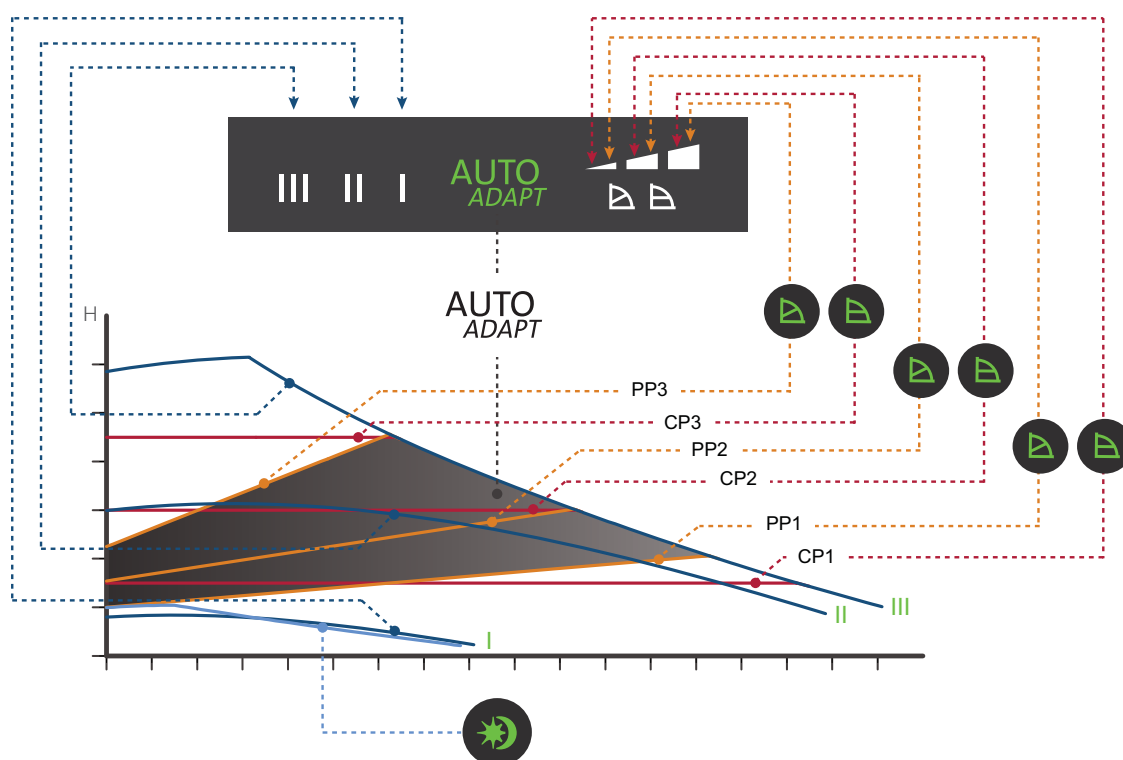 III II I
AUTO
ADAPT
AUTO
ADAPT
H
PP3
CP3
PP2
CP2
PP1
CP1
III
II
I